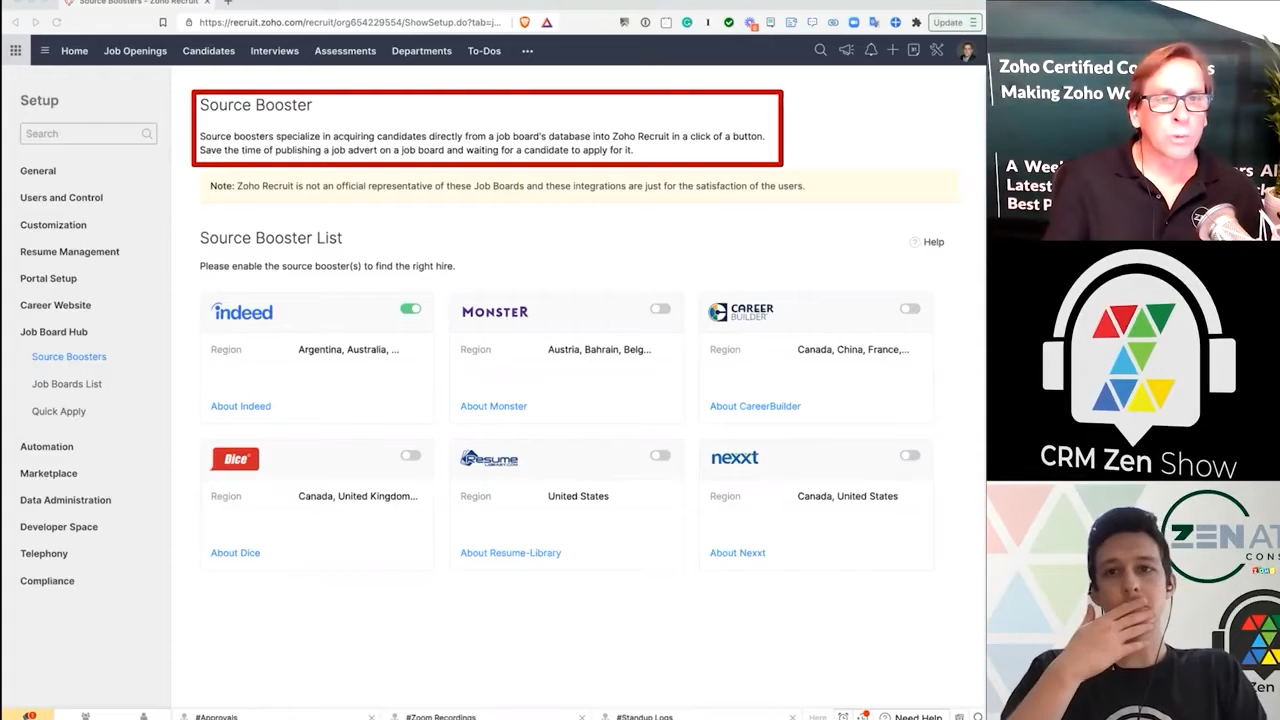 Source Boosters - Zoho Recruit
https://recruit.zoho.com/recruit/org654229554/ShowSetup.do?tab=j...
Update
Home
Job Openings
Candidates
Interviews
Assessments
Departments
To-Dos
Setup
Search
General
Users and Control
Customization
Resume Management
Portal Setup
Career Website
Job Board Hub
Source Boosters
Job Boards List
Quick Apply
Automation
Marketplace
Data Administration
Developer Space
Telephony
Compliance
Source Booster
Source boosters specialize in acquiring candidates directly from a job board's database into Zoho Recruit in a click of a button.
Save the time of publishing a job advert on a job board and waiting for a candidate to apply for it.
Note: Zoho Recruit is not an official representative of these Job Boards and these integrations are just for the satisfaction of the users.
Source Booster List
Help
Please enable the source booster(s) to find the right hire.
indeed
Region
Argentina, Australia, ...
About Indeed
MONSTER
Region
Austria, Bahrain, Belg...
About Monster
CAREER
BUILDER
Region
Canada, China, France,...
About CareerBuilder
Dice
Region
Canada, United Kingdom...
About Dice
Resume
Region
United States
About Resume-Library
nexxt
Region
Canada, United States
About Nexxt
#Approvals
#Zoom Recordings
#Standup Logs
Here
Need Help
Zoho Certified Co
s
Making Zoho Wo
A Wee
rs Al
Latest
Best P
CRM Zen Show
ZENAT
CONS
Zen